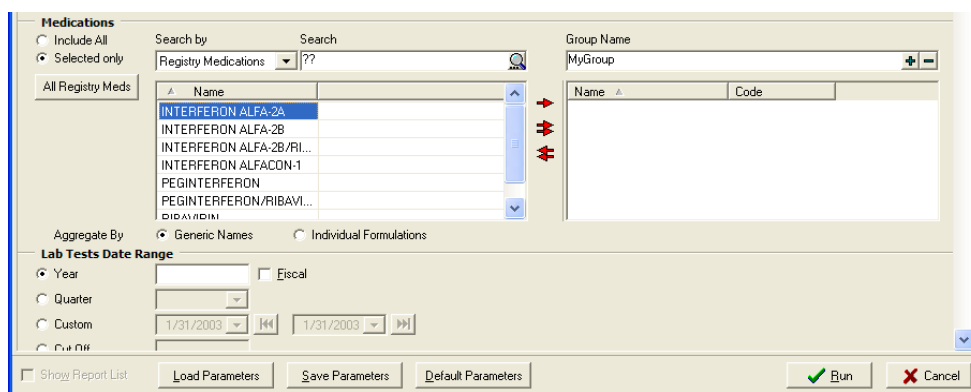 Medications
Include All
Search by
Search
Group Name
Selected only
Registry Medications
??
MyGroup
All Registry Meds
Name
Name
Code
INTERFERON ALFA-2A
INTERFERON ALFA-2B
INTERFERON ALFA-2B/RI...
INTERFERON ALFACON-1
PEGINTERFERON
PEGINTERFERON/RIBAVI...
RIBAVIRIN
Aggregate By
Generic Names
Individual Formulations
Lab Tests Date Range
Year
Fiscal
Quarter
Custom
1/31/2003
1/31/2003
Cut Off
Show Report List
Load Parameters
Save Parameters
Default Parameters
Run
Cancel